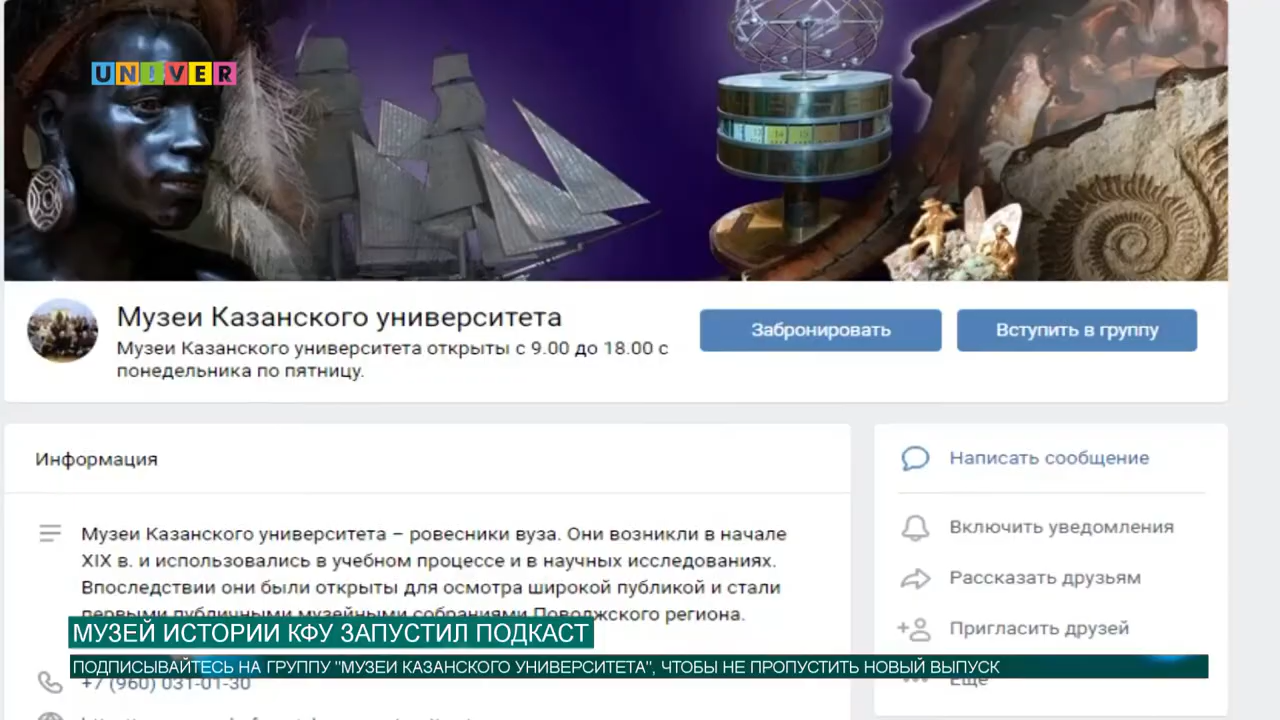 UNIVER
Музеи Казанского университета
Музеи Казанского университета открыты с 9.00 до 18.00 с
понедельника по пятницу.
Забронировать
Вступить в группу
Информация
Музеи Казанского университета – ровесники вуза. Они возникли в начале
XIX в. и использовались в учебном процессе и в научных исследованиях.
Впоследствии они были открыты для осмотра широкой публикой и стали
первыми публичными музейными собраниями Поволжского региона.
+7 (960) 031-01-30
Написать сообщение
Включить уведомления
Рассказать друзьям
Пригласить друзей
Ещё
МУЗЕЙ ИСТОРИИ КФУ ЗАПУСТИЛ ПОДКАСТ
ПОДПИСЫВАЙТЕСЬ НА ГРУППУ "МУЗЕИ КАЗАНСКОГО УНИВЕРСИТЕТА", ЧТОБЫ НЕ ПРОПУСТИТЬ НОВЫЙ ВЫПУСК